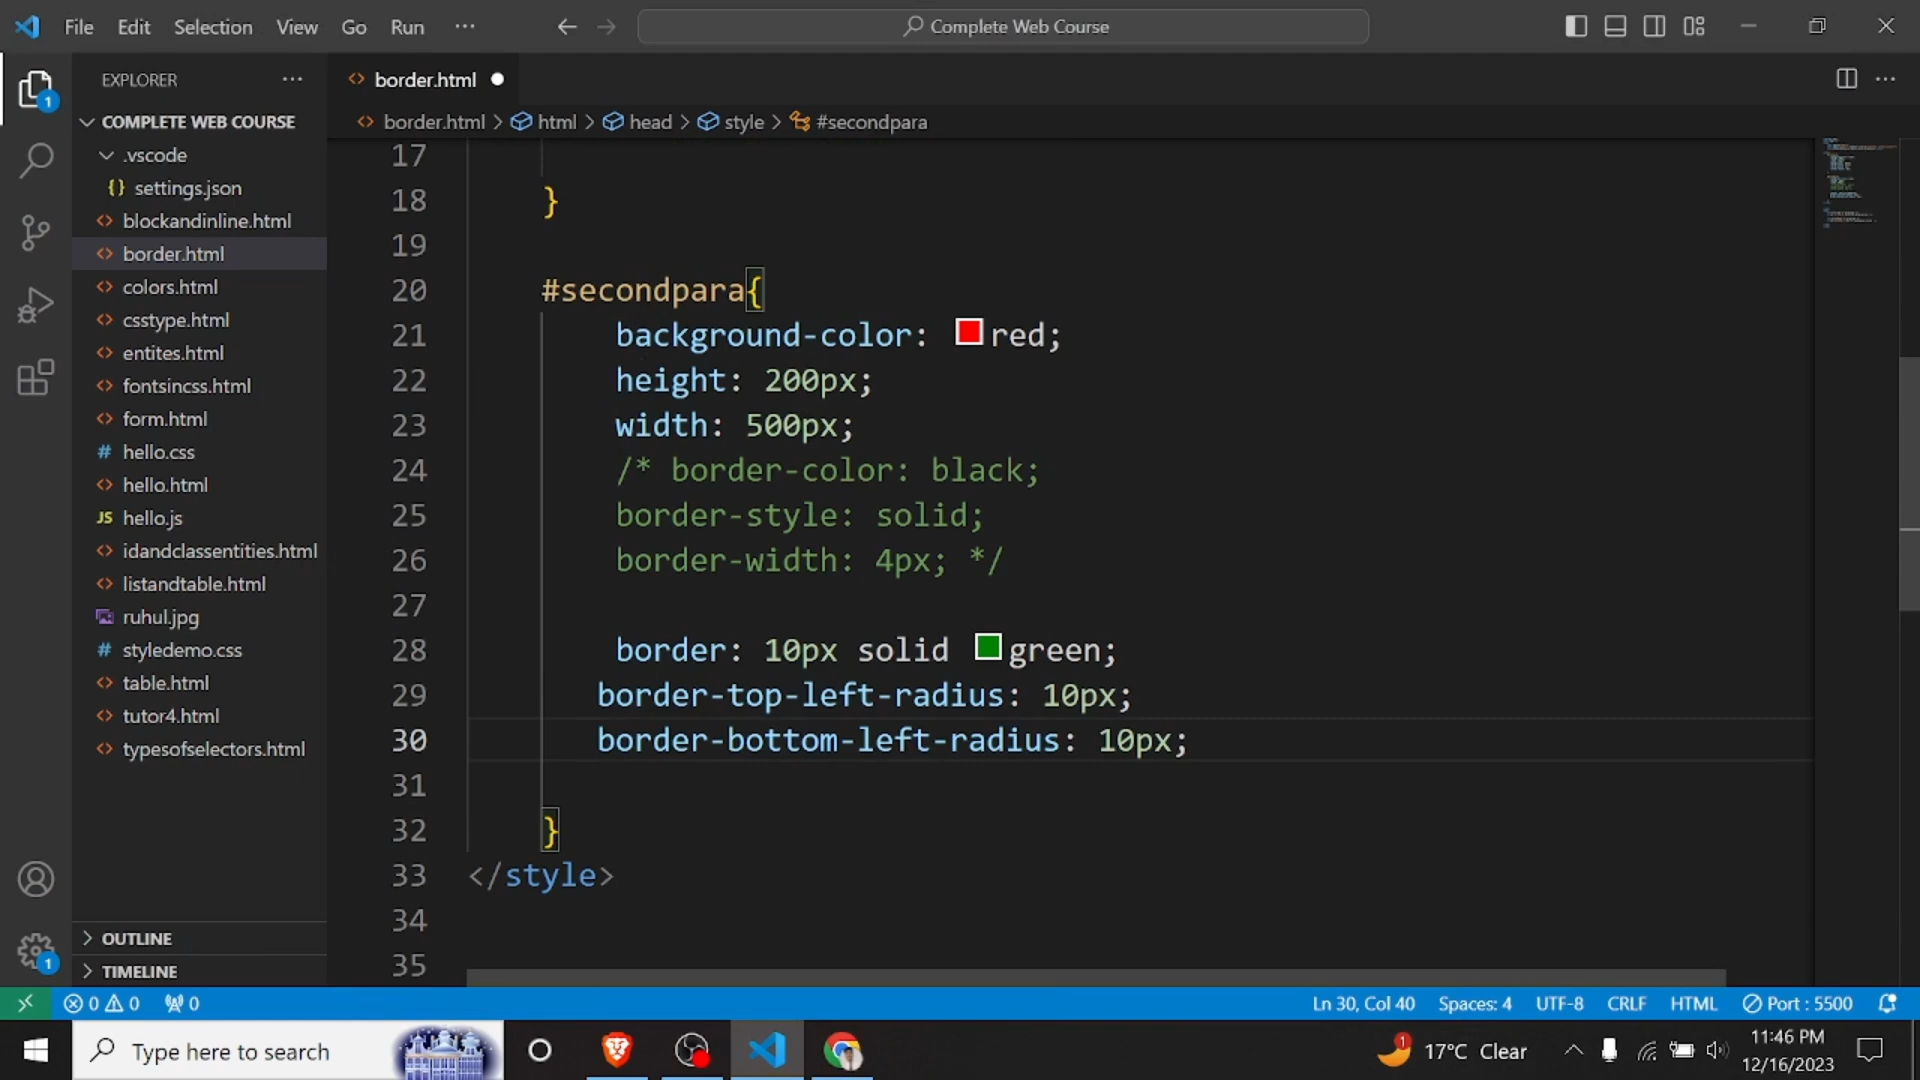 File Edit Selection View Go Run ··· Complete Web Course
EXPLORER ···
border.html
COMPLETE WEB COURSE
border.html > html > head > style > #secondpara
.vscode
settings.json
blockandinline.html
border.html
colors.html
csstype.html
entites.html
fontsincss.html
form.html
hello.css
hello.html
JS hello.js
idandclassentities.html
listandtable.html
ruhul.jpg
styledemo.css
table.html
tutor4.html
typesofselectors.html
OUTLINE
TIMELINE
17
18 }
19
20 #secondpara{
21 background-color: red;
22 height: 200px;
23 width: 500px;
24 /* border-color: black;
25 border-style: solid;
26 border-width: 4px; */
27
28 border: 10px solid green;
29 border-top-left-radius: 10px;
30 border-bottom-left-radius: 10px;
31
32 }
33 </style>
34
35
0 0 0 Ln 30, Col 40 Spaces: 4 UTF-8 CRLF HTML Port : 5500
Type here to search
17°C Clear
11:46 PM
12/16/2023